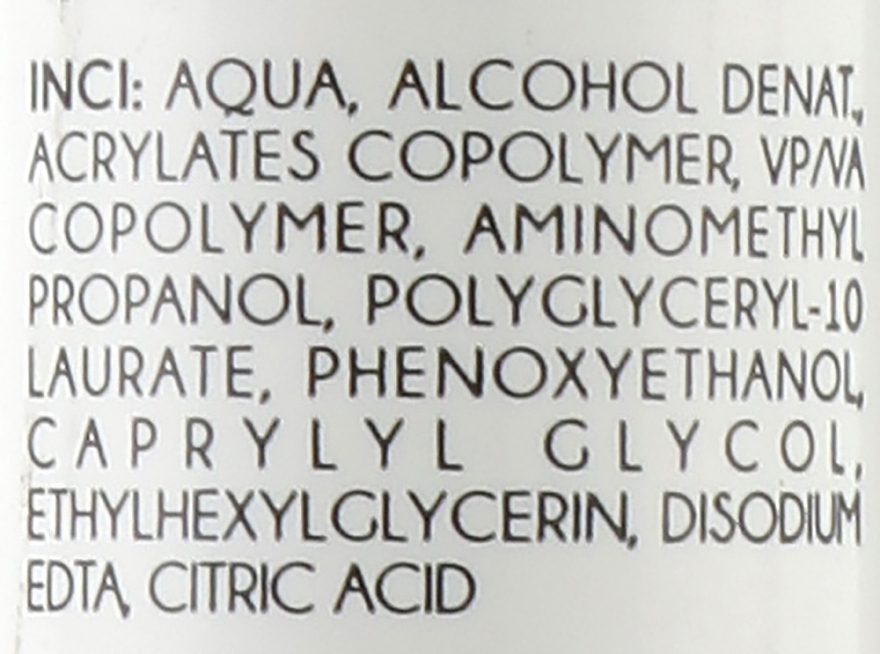 INCI: AQUA, ALCOHOL DENAT.,
ACRYLATES COPOLYMER, VP/VA
COPOLYMER, AMINOMETHYL
PROPANOL, POLYGLYCERYL-10
LAURATE, PHENOXYETHANOL,
CAPRYLYL GLYCOL,
ETHYLHEXYLGLYCERIN, DISODIUM
EDTA, CITRIC ACID